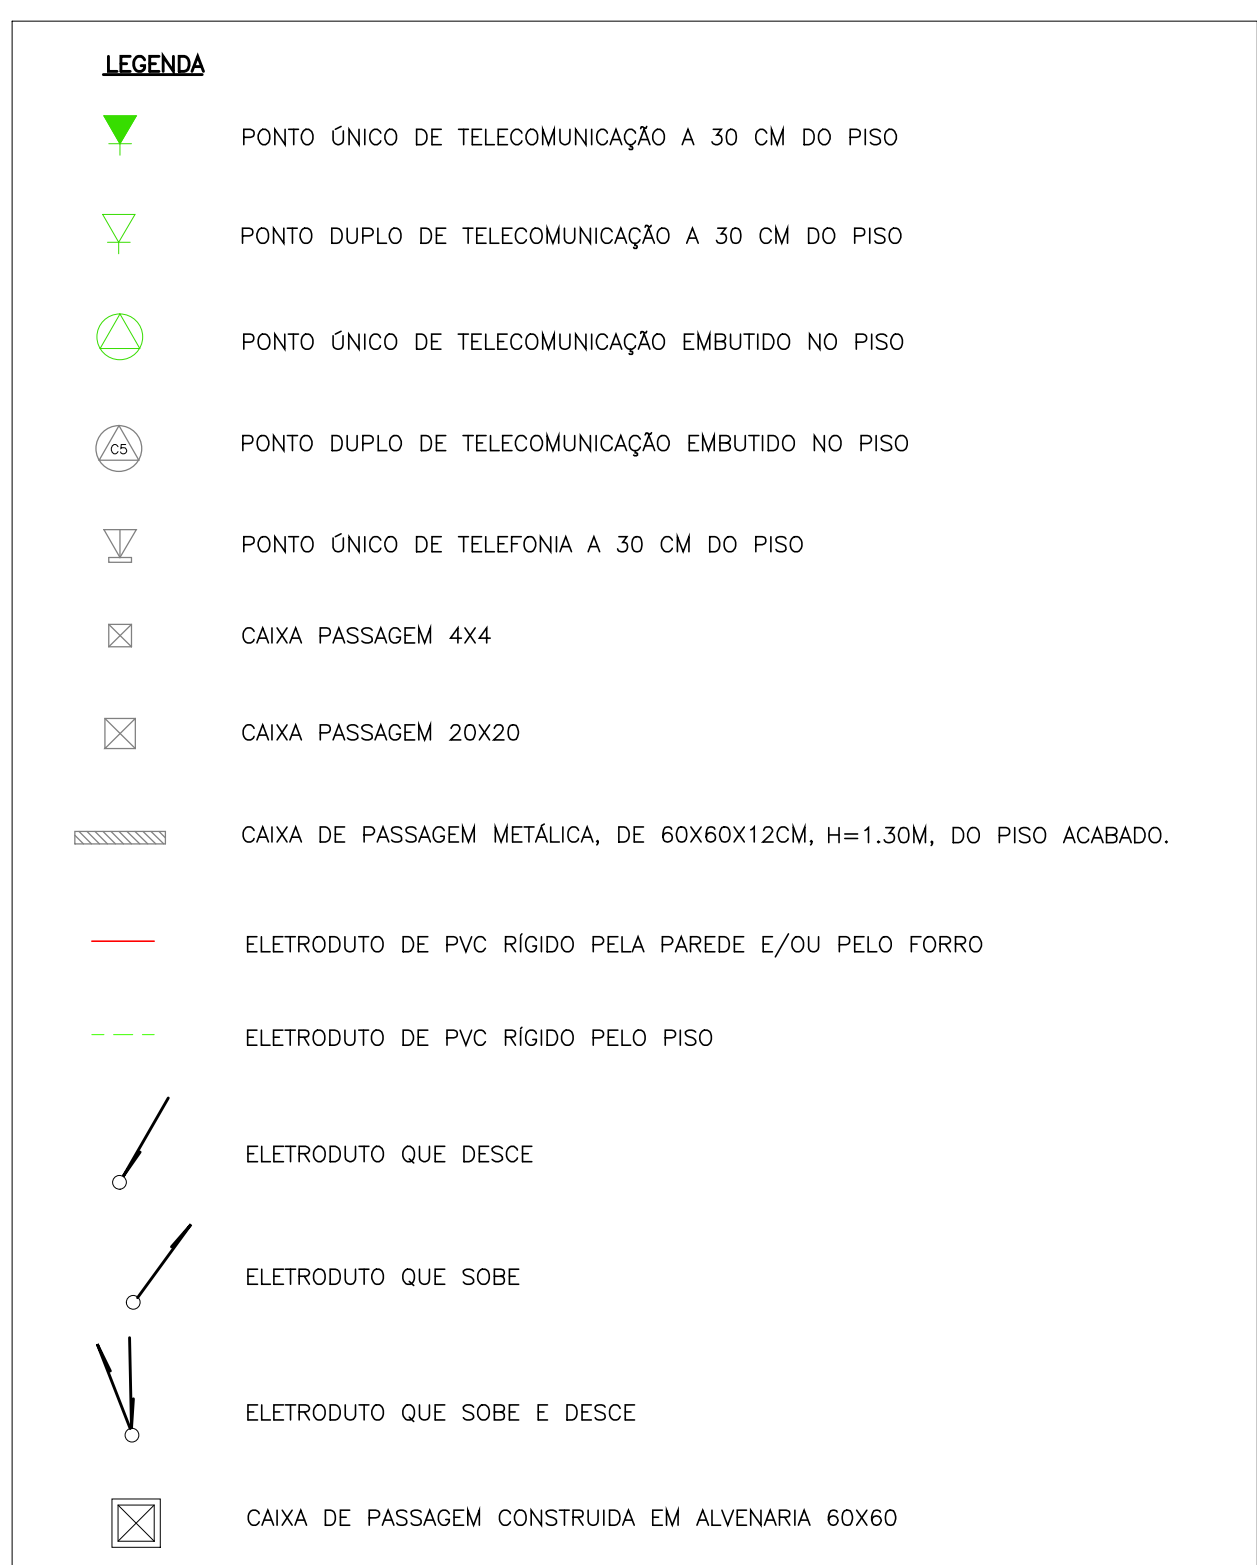 LEGENDA
PONTO ÚNICO DE TELECOMUNICAÇÃO A 30 CM DO PISO
PONTO DUPLO DE TELECOMUNICAÇÃO A 30 CM DO PISO
PONTO ÚNICO DE TELECOMUNICAÇÃO EMBUTIDO NO PISO
C5 PONTO DUPLO DE TELECOMUNICAÇÃO EMBUTIDO NO PISO
PONTO ÚNICO DE TELEFONIA A 30 CM DO PISO
CAIXA PASSAGEM 4X4
CAIXA PASSAGEM 20X20
CAIXA DE PASSAGEM METÁLICA, DE 60X60X12CM, H=1.30M, DO PISO ACABADO.
ELETRODUTO DE PVC RÍGIDO PELA PAREDE E/OU PELO FORRO
ELETRODUTO DE PVC RÍGIDO PELO PISO
ELETRODUTO QUE DESCE
ELETRODUTO QUE SOBE
ELETRODUTO QUE SOBE E DESCE
CAIXA DE PASSAGEM CONSTRUIDA EM ALVENARIA 60X60